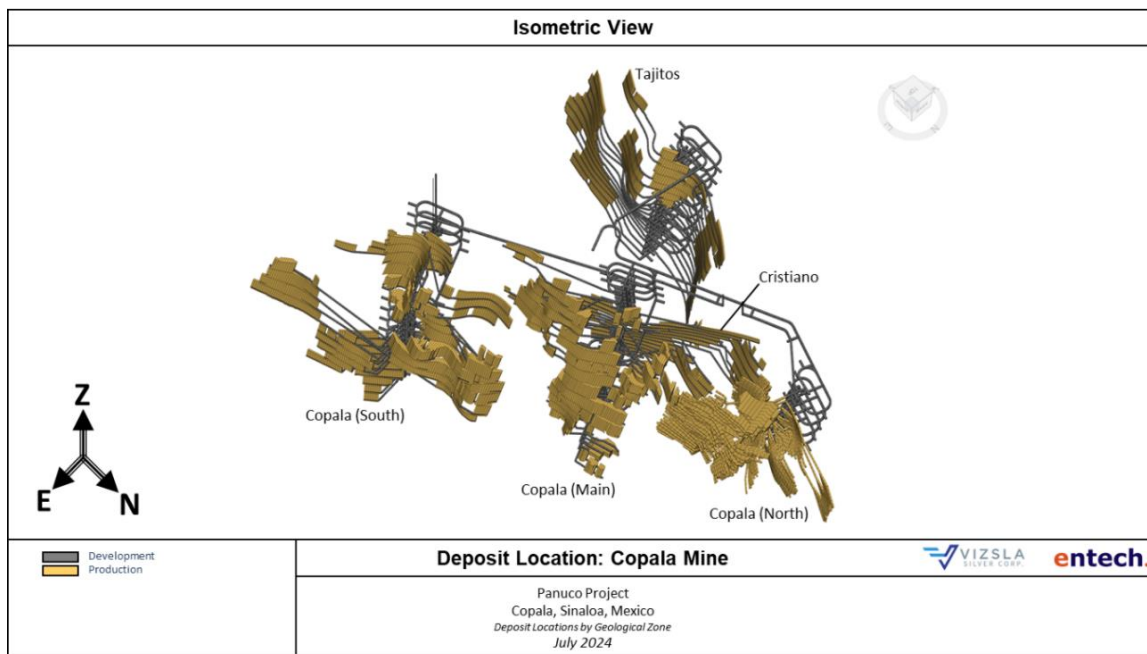 Isometric View
Tajitos
Cristiano
Copala (South)
Copala (Main)
Copala (North)
Z
E
N
Development
Production
Deposit Location: Copala Mine
VIZSLA
SILVER CORP.
entech.
Panuco Project
Copala, Sinaloa, Mexico
Deposit Locations by Geological Zone
July 2024